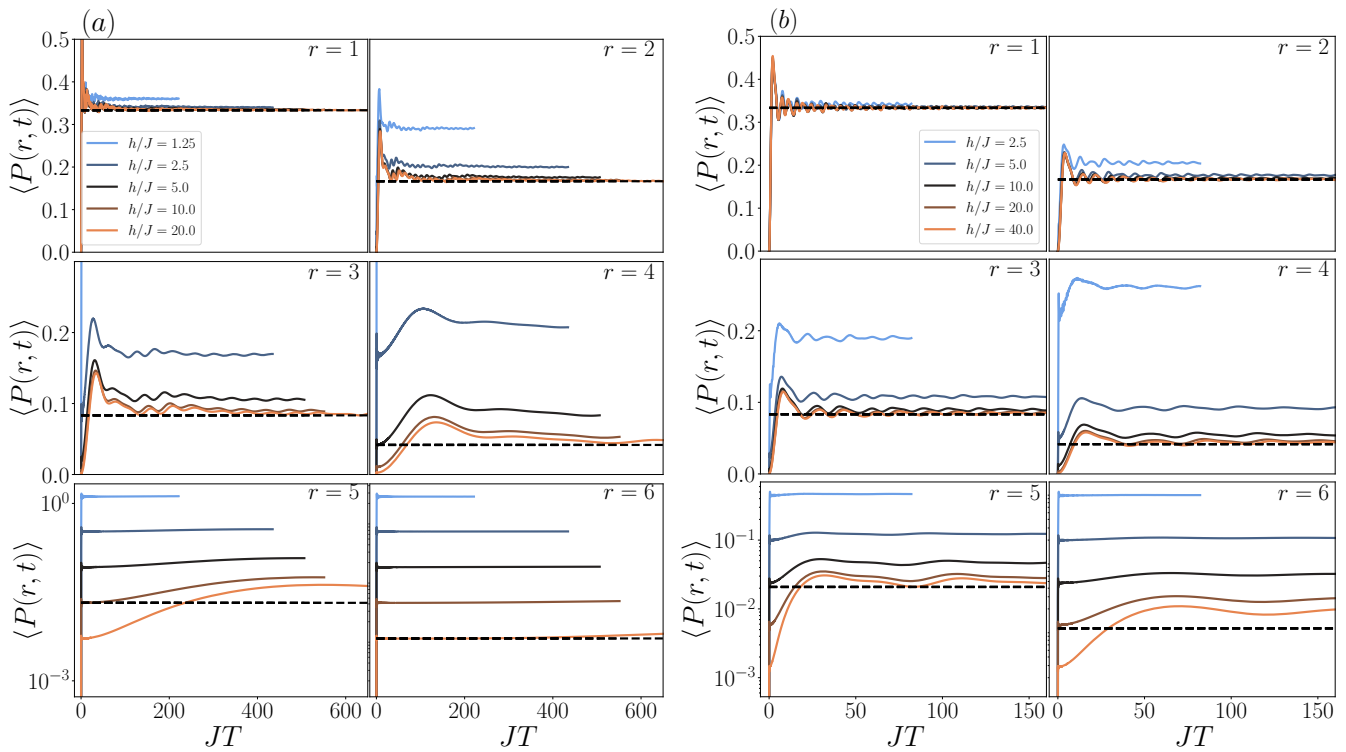 (a)
r = 1
r = 2
0.5
0.4
0.3
0.2
0.1
0.0
⟨P(r, t)⟩
h/J = 1.25
h/J = 2.5
h/J = 5.0
h/J = 10.0
h/J = 20.0
r = 3
r = 4
0.2
0.1
0.0
⟨P(r, t)⟩
r = 5
r = 6
10⁰
10⁻³
⟨P(r, t)⟩
0 200 400 600
0 200 400 600
JT
JT
(b)
r = 1
r = 2
0.5
0.4
0.3
0.2
0.1
0.0
⟨P(r, t)⟩
h/J = 2.5
h/J = 5.0
h/J = 10.0
h/J = 20.0
h/J = 40.0
r = 3
r = 4
0.2
0.1
0.0
⟨P(r, t)⟩
r = 5
r = 6
10⁻¹
10⁻²
10⁻³
⟨P(r, t)⟩
0 50 100 150
0 50 100 150
JT
JT